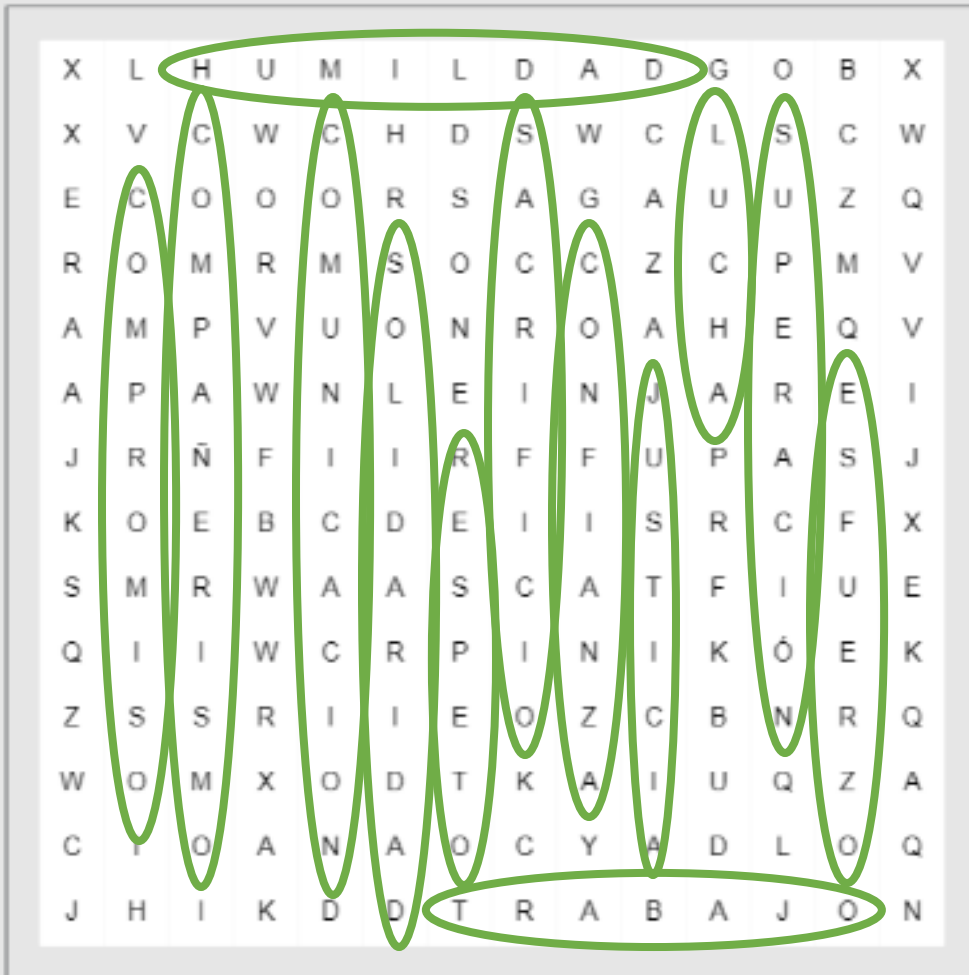 X L H U M I L D A D G O B X
X V C W C H D S W C L S C W
E C O O O R S A G A U U Z Q
R O M R M S O C C Z C P M V
A M P V U O N R O A H E Q V
A P A W N L E I N J A R E I
J R Ñ F I I R F F U P A S J
K O E B C D E I I S R C F X
S M R W A A S C A T F I U E
Q I I W C R P I N I K Ó E K
Z S S R I I E O Z C B N R Q
W O M X O D T K A I U Q Z A
C I O A N A O C Y A D L O Q
J H I K D D T R A B A J O N